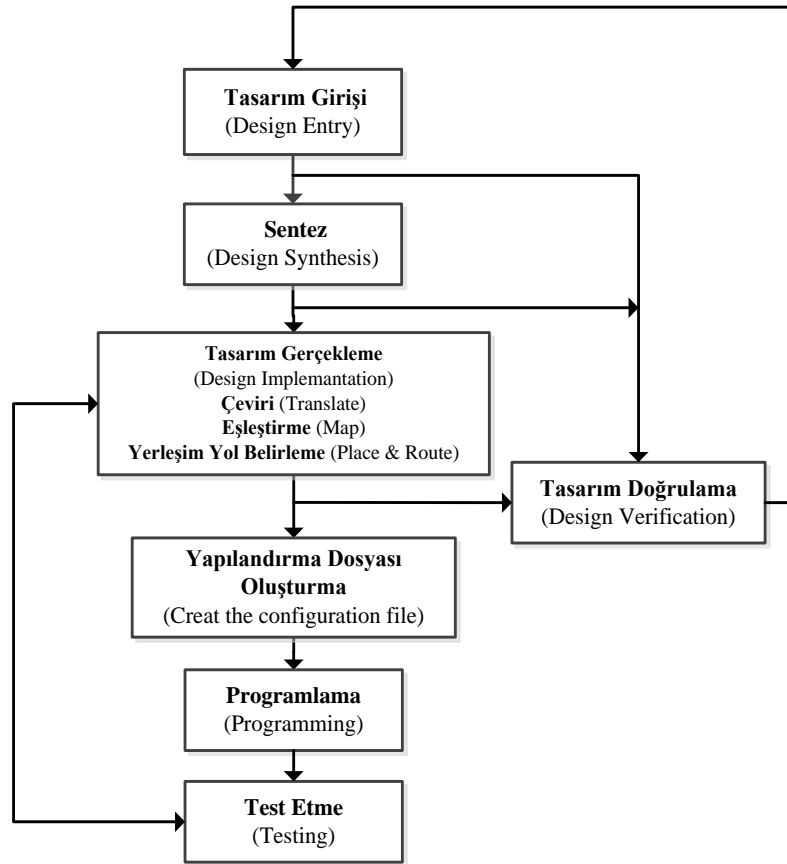 Tasarım Girişi
(Design Entry)
Sentez
(Design Synthesis)
Tasarım Gerçekleme
(Design Implemantation)
Çeviri (Translate)
Eşleştirme (Map)
Yerleşim Yol Belirleme (Place & Route)
Tasarım Doğrulama
(Design Verification)
Yapılandırma Dosyası
Oluşturma
(Creat the configuration file)
Programlama
(Programming)
Test Etme
(Testing)